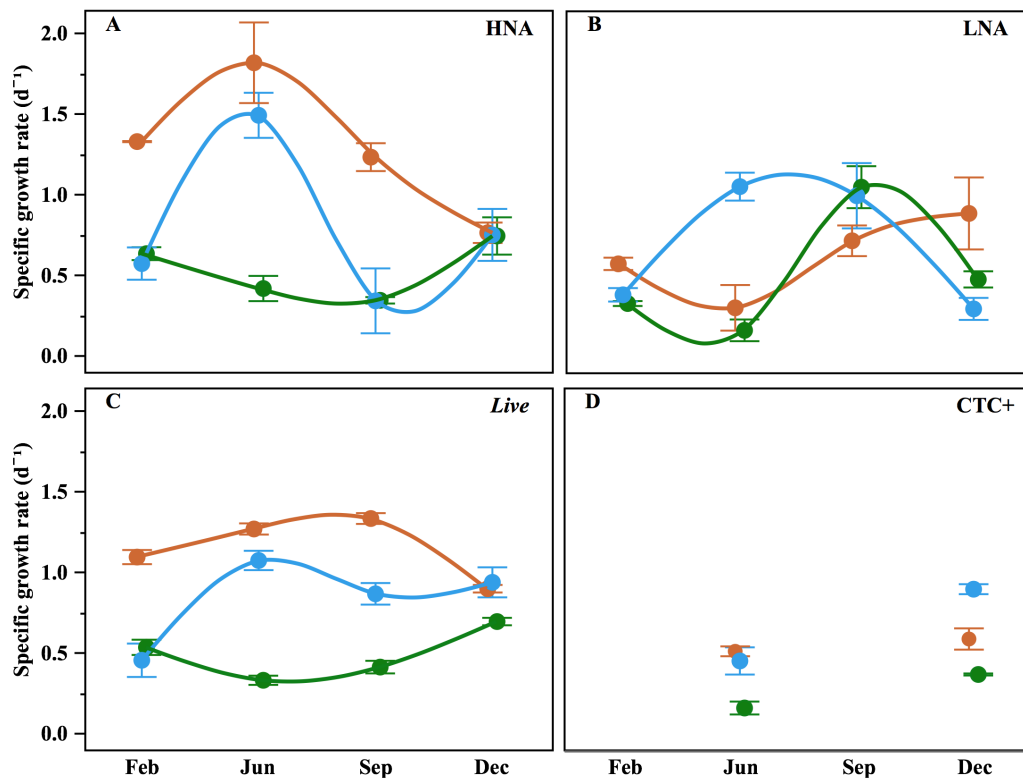 A
HNA
B
LNA
Specific growth rate (d⁻¹)
2.0
1.5
1.0
0.5
0.0
C
Live
D
CTC+
Specific growth rate (d⁻¹)
2.0
1.5
1.0
0.5
0.0
Feb Jun Sep Dec
Feb Jun Sep Dec